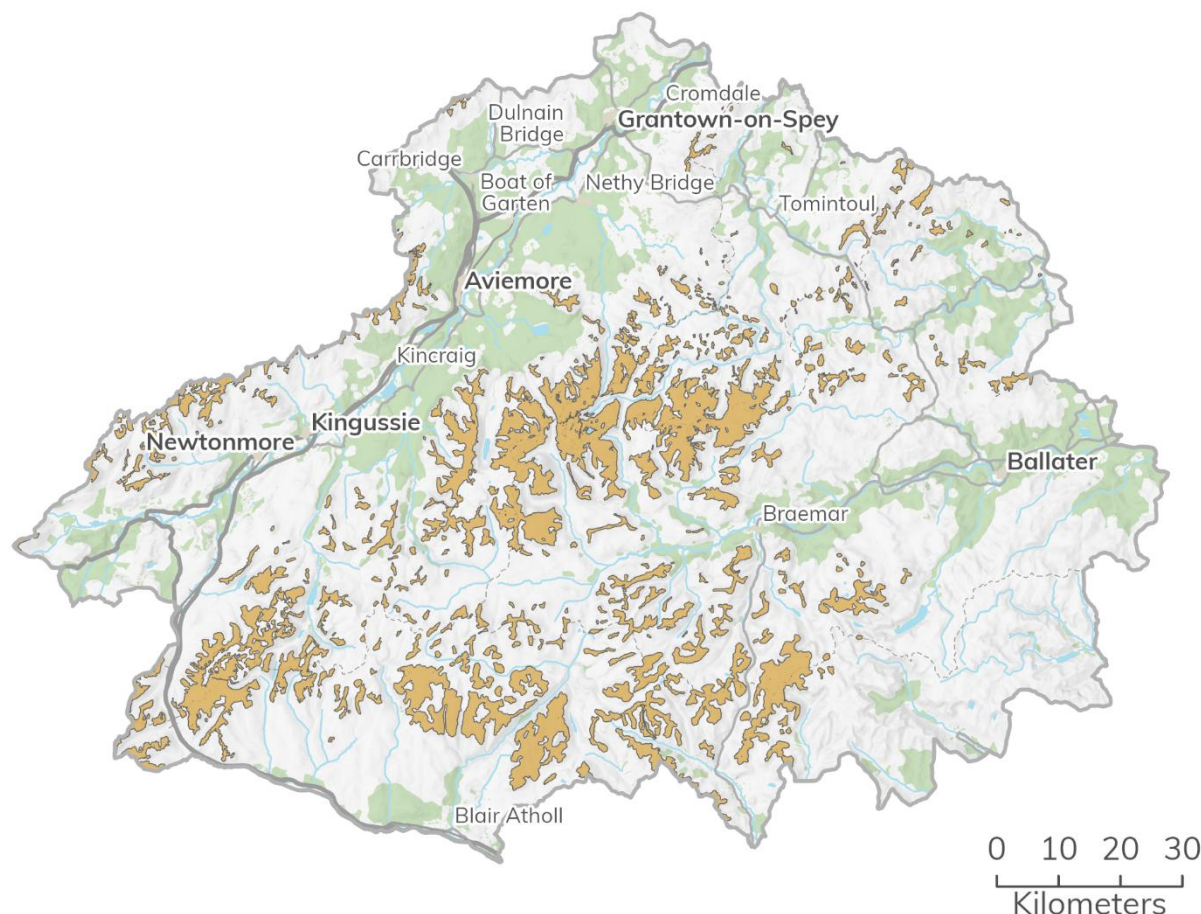 Cromdale
Dulnain
Bridge
Grantown-on-Spey
Carrbridge
Boat of
Garten
Nethy Bridge
Tomintoul
Aviemore
Kincraig
Kingussie
Newtonmore
Ballater
Braemar
Blair Atholl
0 10 20 30
Kilometers